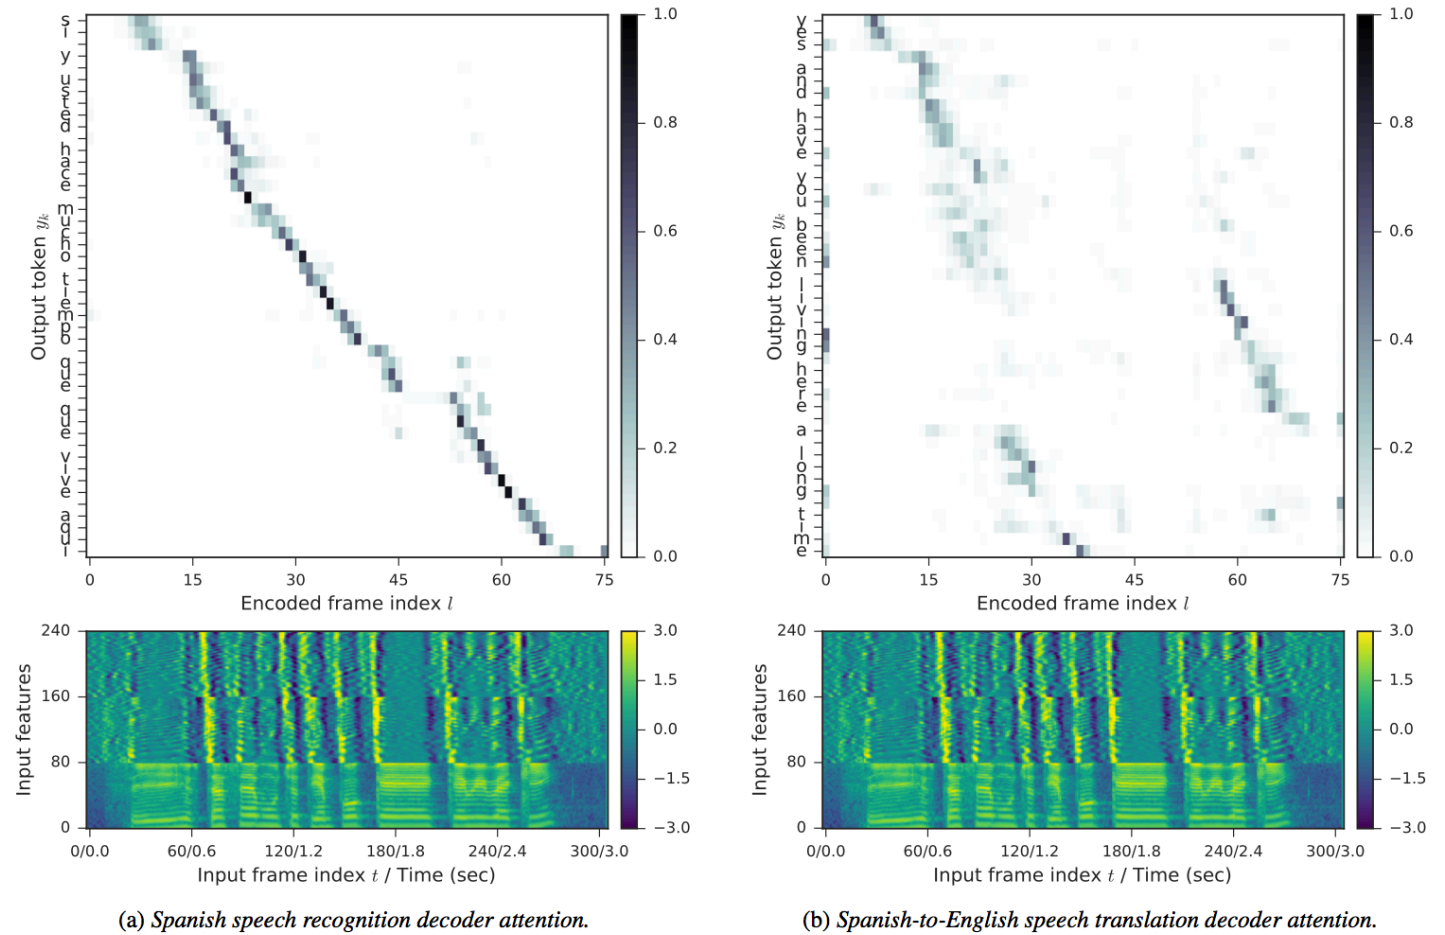 Output token y_k
s
i
y
u
s
t
e
d
h
a
c
e
m
u
c
h
o
t
i
e
m
p
o
q
u
e
q
u
e
v
i
v
e
a
q
u
i
0 15 30 45 60 75
Encoded frame index l
1.0
0.8
0.6
0.4
0.2
0.0
Input features
240
160
80
0
0/0.0 60/0.6 120/1.2 180/1.8 240/2.4 300/3.0
Input frame index t / Time (sec)
3.0
1.5
0.0
−1.5
−3.0
(a) Spanish speech recognition decoder attention.
Output token y_k
y
e
s
a
n
d
h
a
v
e
y
o
u
b
e
e
n
l
i
v
i
n
g
h
e
r
e
a
l
o
n
g
t
i
m
e
0 15 30 45 60 75
Encoded frame index l
1.0
0.8
0.6
0.4
0.2
0.0
Input features
240
160
80
0
0/0.0 60/0.6 120/1.2 180/1.8 240/2.4 300/3.0
Input frame index t / Time (sec)
3.0
1.5
0.0
−1.5
−3.0
(b) Spanish-to-English speech translation decoder attention.